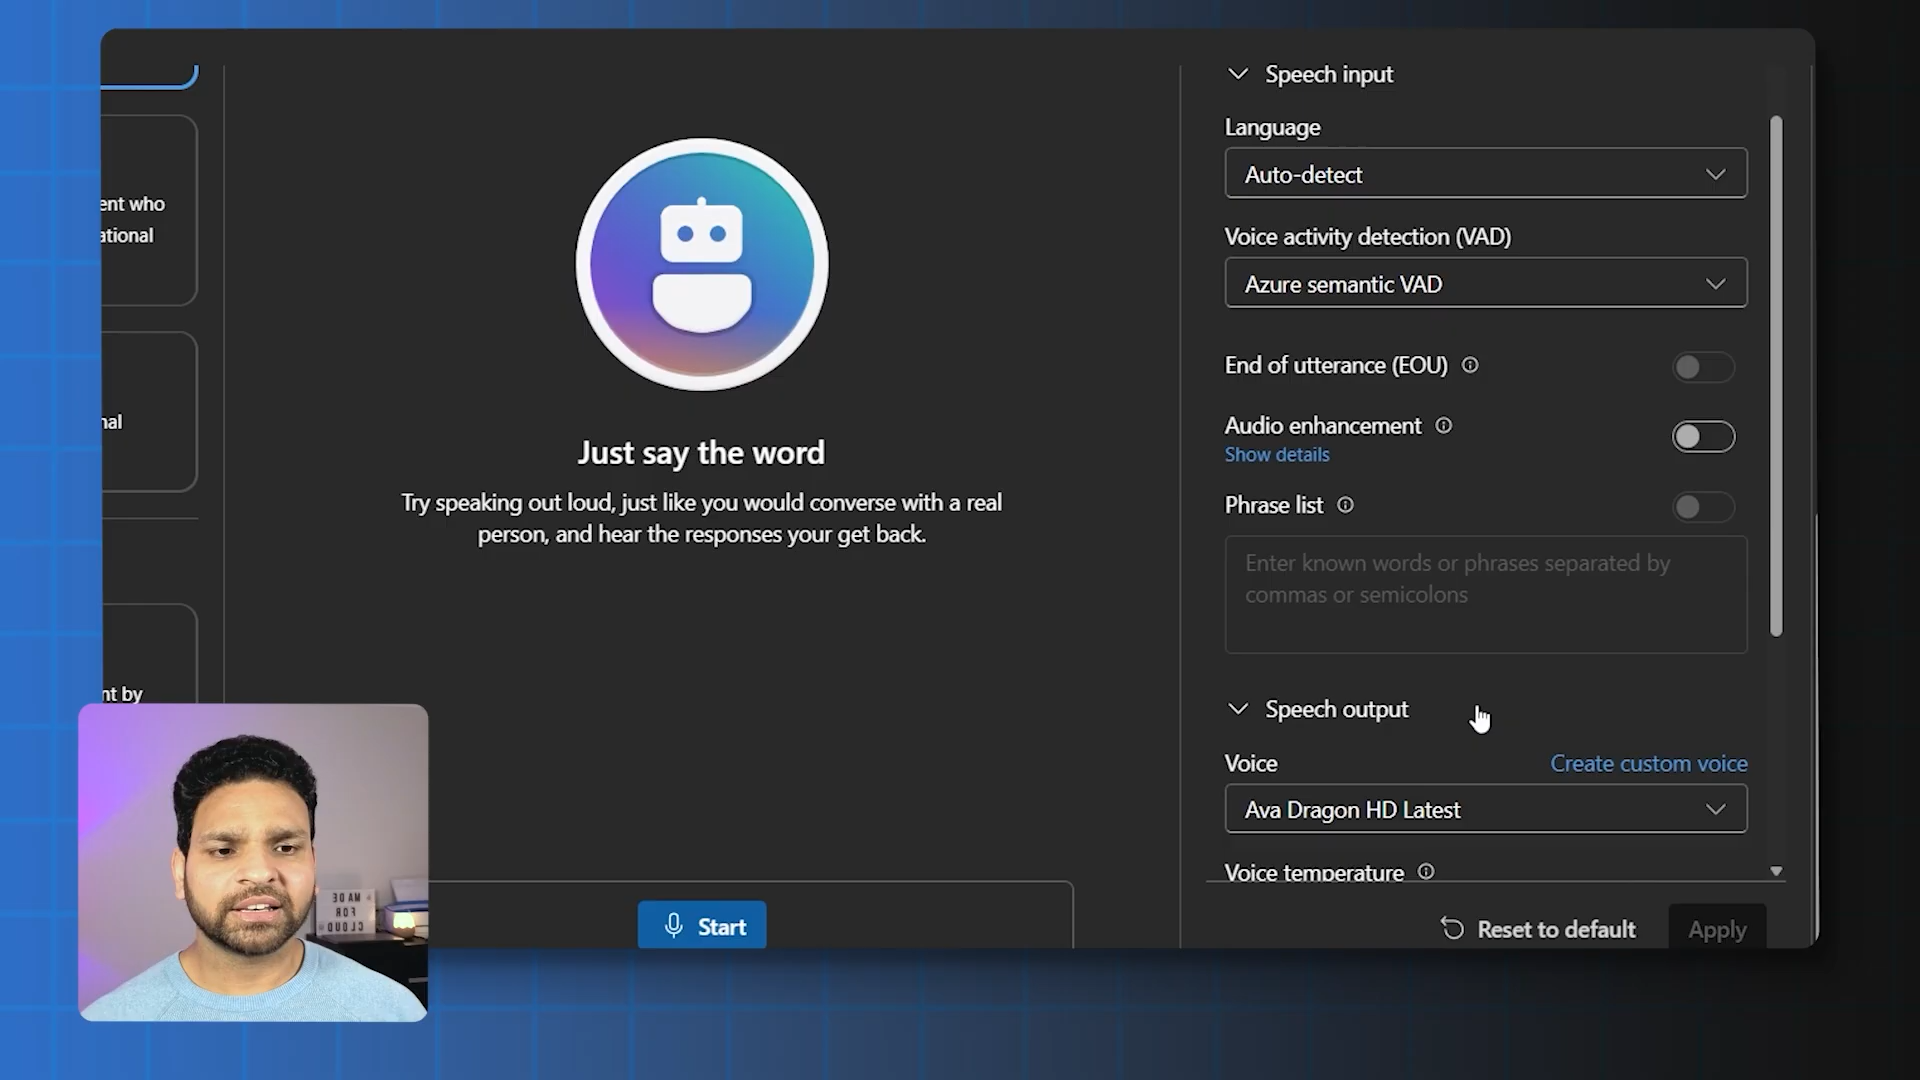 ent who
ational
nal
nt by
Just say the word
Try speaking out loud, just like you would converse with a real
person, and hear the responses your get back.
Start
Speech input
Language
Auto-detect
Voice activity detection (VAD)
Azure semantic VAD
End of utterance (EOU)
Audio enhancement
Show details
Phrase list
Enter known words or phrases separated by
commas or semicolons
Speech output
Voice
Create custom voice
Ava Dragon HD Latest
Voice temperature
Reset to default
Apply
MADE
FOR
CLOUD